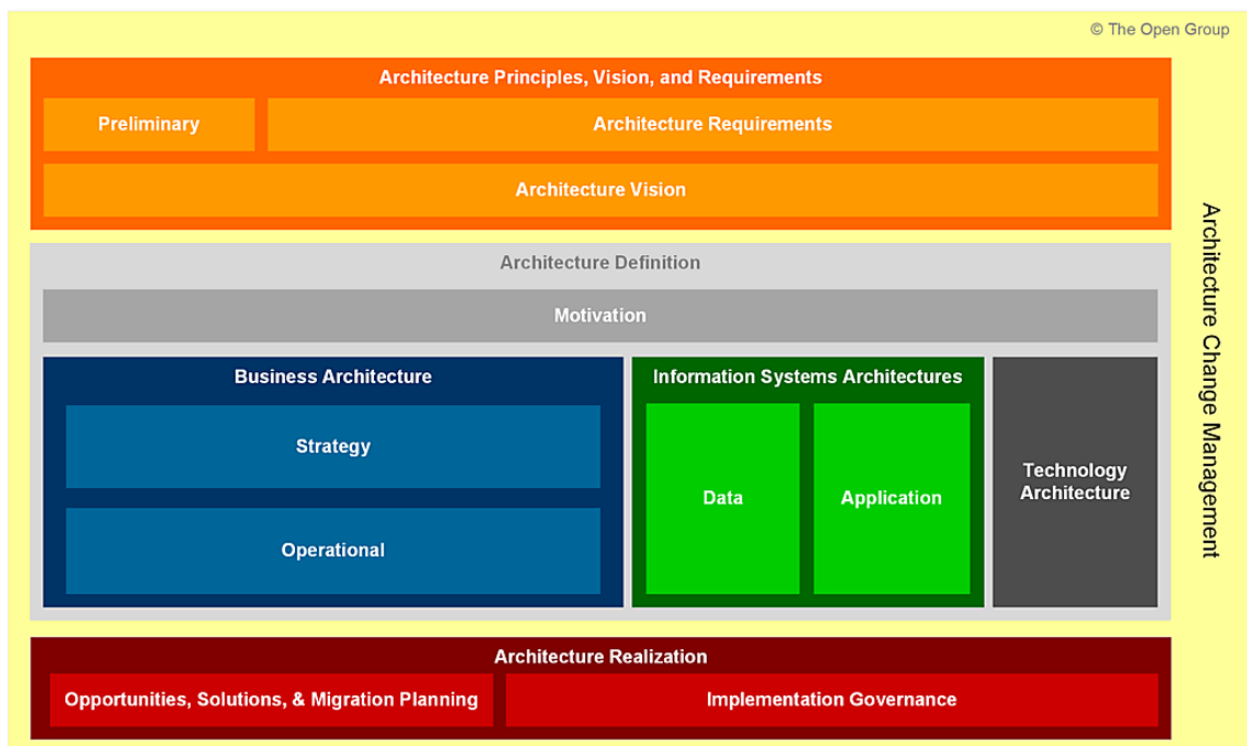 © The Open Group
Architecture Principles, Vision, and Requirements
Preliminary
Architecture Requirements
Architecture Vision
Architecture Definition
Motivation
Business Architecture
Strategy
Operational
Information Systems Architectures
Data
Application
Technology
Architecture
Architecture Realization
Opportunities, Solutions, & Migration Planning
Implementation Governance
Architecture Change Management